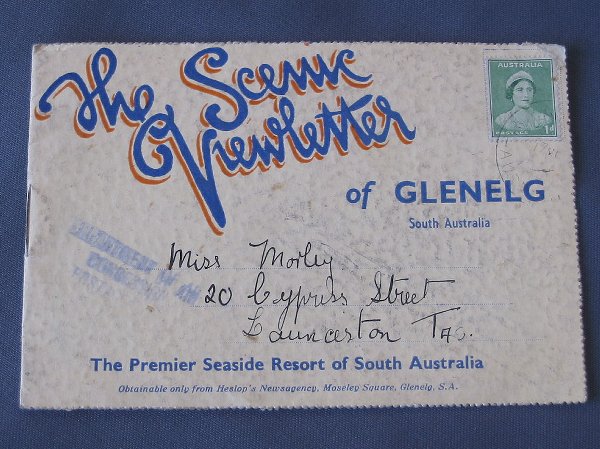 The Scenic
Viewletter
AUSTRALIA
POSTAGE 1d
of GLENELG
South Australia
Miss Morley
20 Cypress Street
Launceston Tas.
The Premier Seaside Resort of South Australia
Obtainable only from Heslop's Newsagency, Moseley Square, Glenelg, S.A.